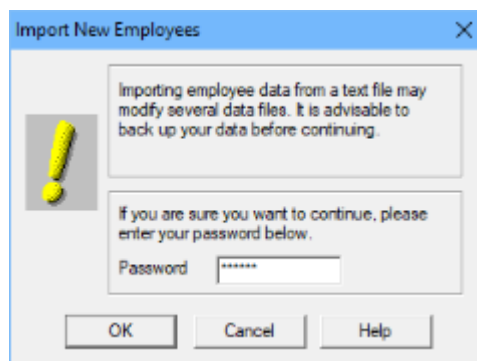 Import New Employees
Importing employee data from a text file may
modify several data files. It is advisable to
back up your data before continuing.
If you are sure you want to continue, please
enter your password below.
Password ******
OK Cancel Help